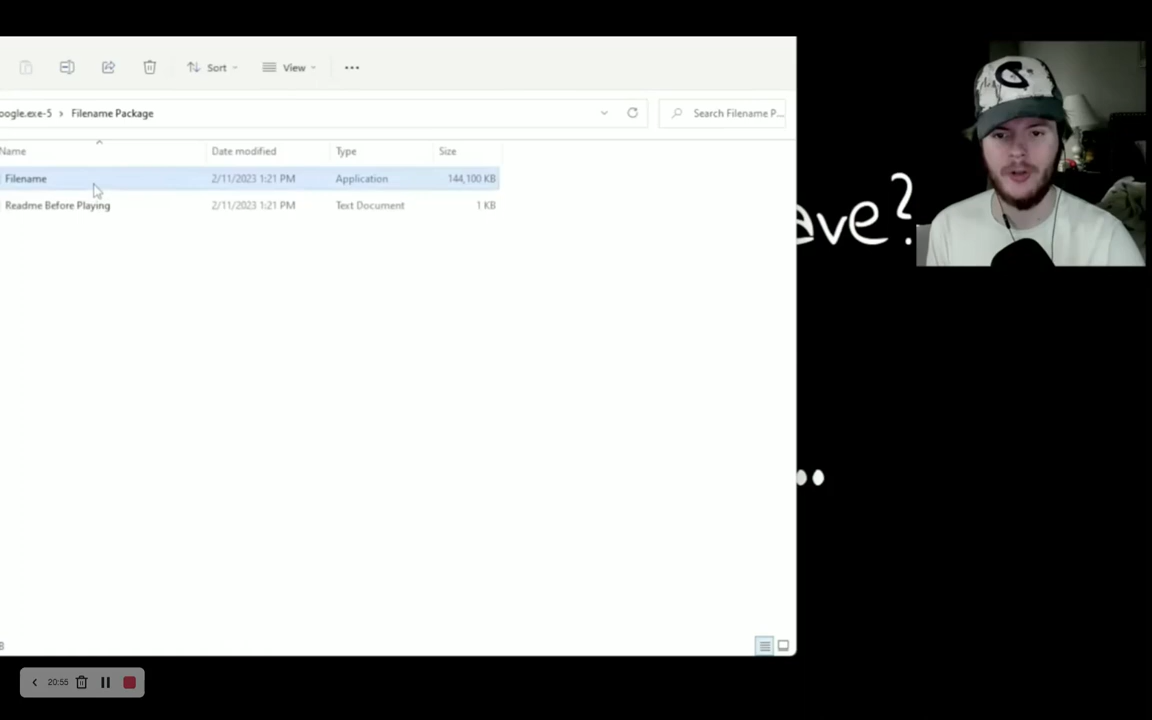 Sort
View
oogle.exe-5 > Filename Package
Search Filename P...
Name Date modified Type Size
Filename 2/11/2023 1:21 PM Application 144,100 KB
Readme Before Playing 2/11/2023 1:21 PM Text Document 1 KB
ave?
20:55